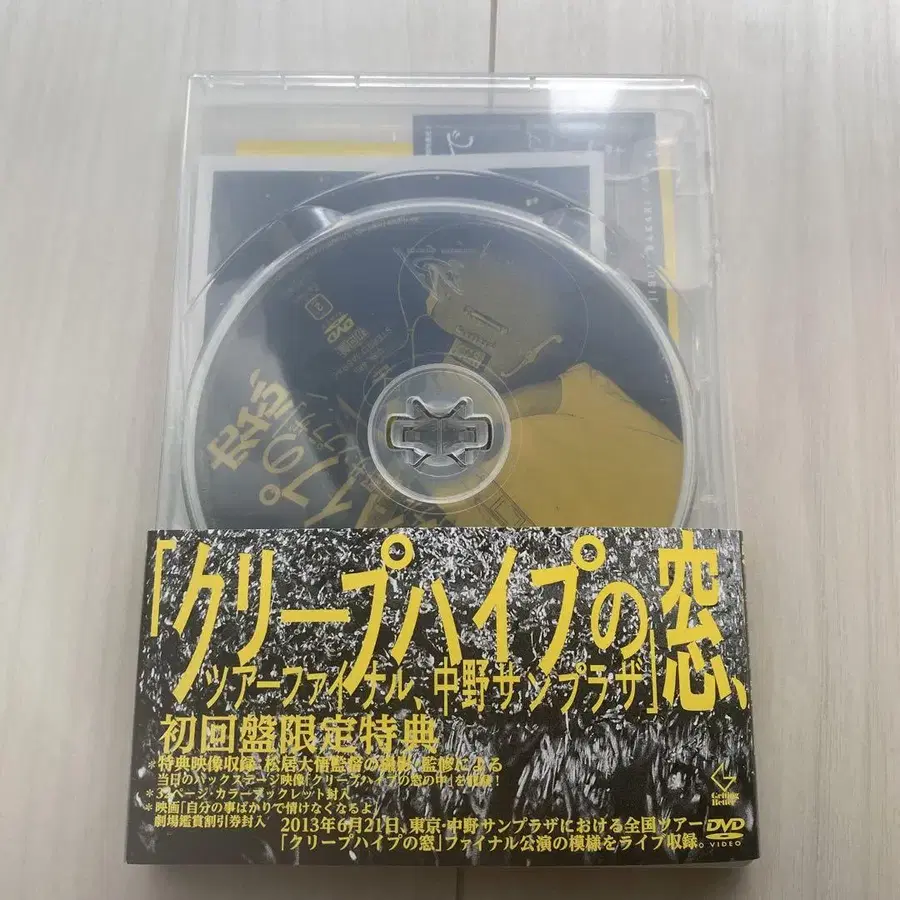 「クリープハイプの窓、
ツアーファイナル、中野サンプラザ」
初回盤限定特典
*特典映像収録 松居大悟監督の撮影、監修による
当日のバックステージ映像「クリープハイプの窓の中」を収録!
*32ページ・カラーブックレット封入
*映画「自分の事ばかりで情けなくなるよ」
劇場鑑賞割引券封入
2013年6月21日、東京・中野サンプラザにおける全国ツアー
「クリープハイプの窓」ファイナル公演の模様をライブ収録。
Getting
Better
DVD
VIDEO